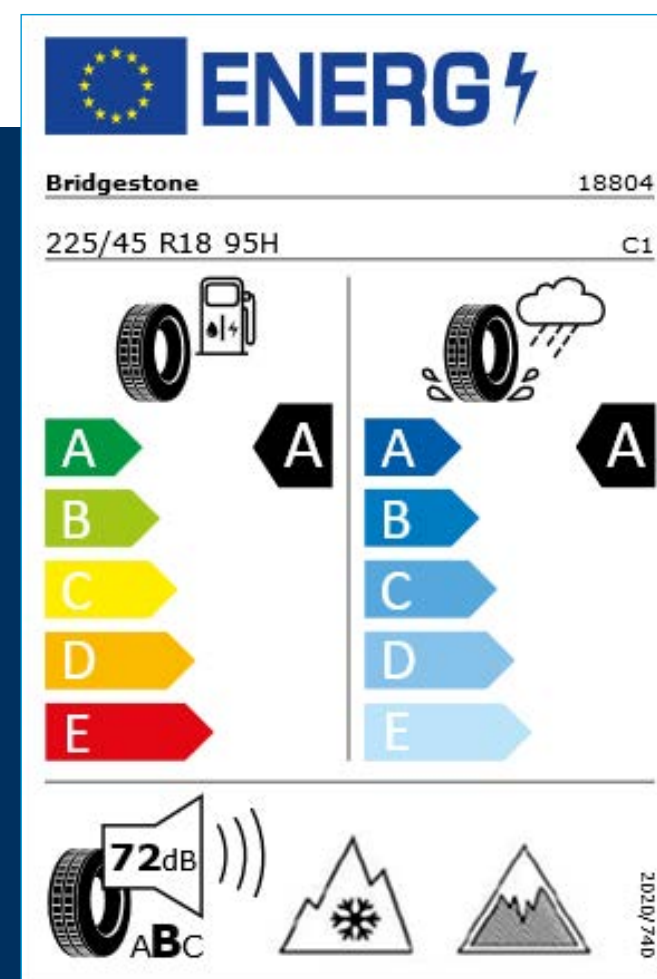 ENERG
Bridgestone 18804
225/45 R18 95H C1
A A A A
B B
C C
D D
E E
72dB
ABC
2020/740